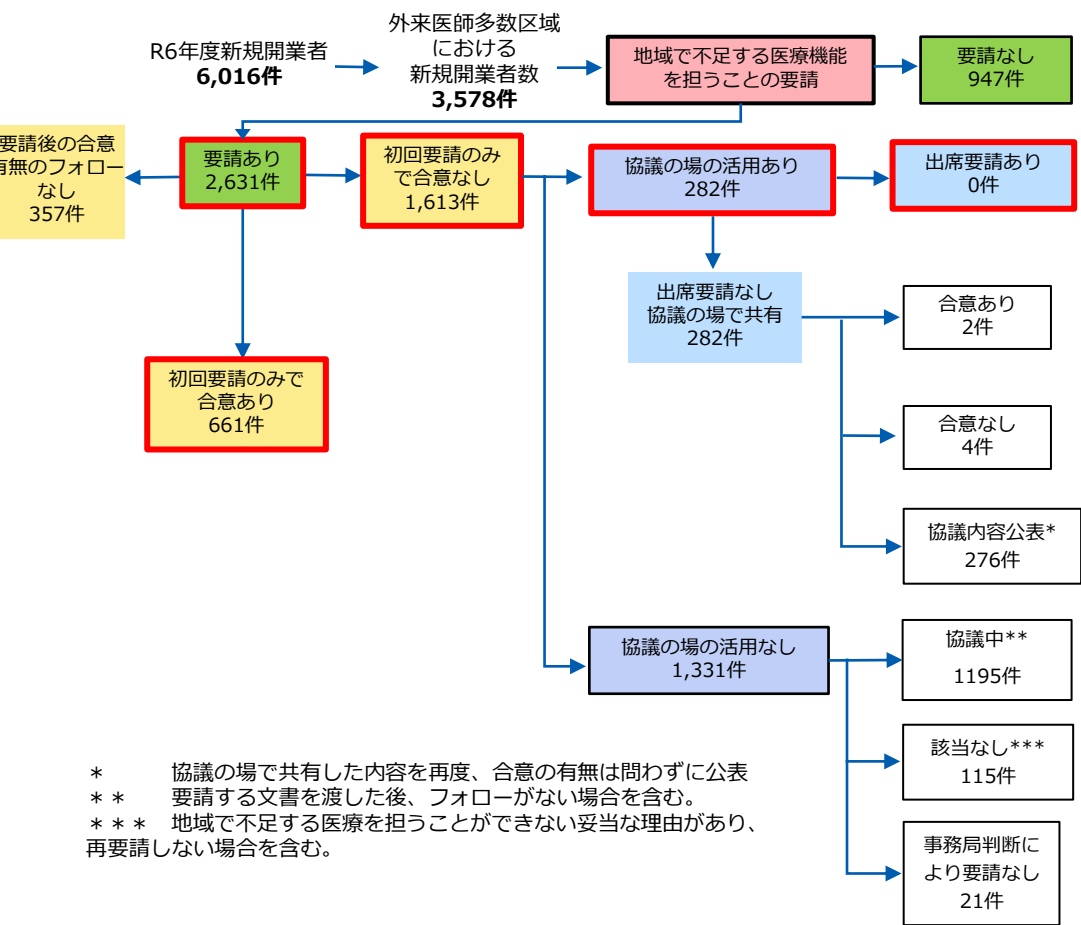 R6年度新規開業者
6,016件
外来医師多数区域
における
新規開業者数
3,578件
地域で不足する医療機能
を担うことの要請
要請なし
947件
要請後の合意
有無のフォロー
なし
357件
要請あり
2,631件
初回要請のみ
で合意なし
1,613件
協議の場の活用あり
282件
出席要請あり
0件
出席要請なし
協議の場で共有
282件
合意あり
2件
初回要請のみで
合意あり
661件
合意なし
4件
協議内容公表*
276件
協議の場の活用なし
1,331件
協議中**
1195件
該当なし***
115件
事務局判断に
より要請なし
21件
＊ 協議の場で共有した内容を再度、合意の有無は問わずに公表
＊＊ 要請する文書を渡した後、フォローがない場合を含む。
＊＊＊ 地域で不足する医療を担うことができない妥当な理由があり、
再要請しない場合を含む。